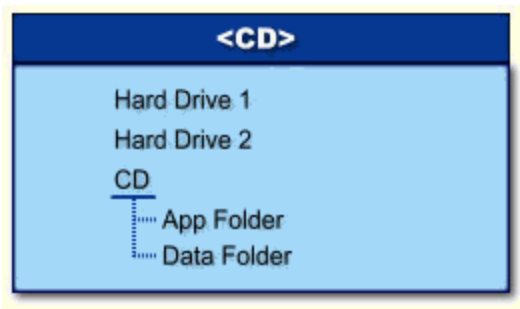 <CD>
Hard Drive 1
Hard Drive 2
CD
App Folder
Data Folder